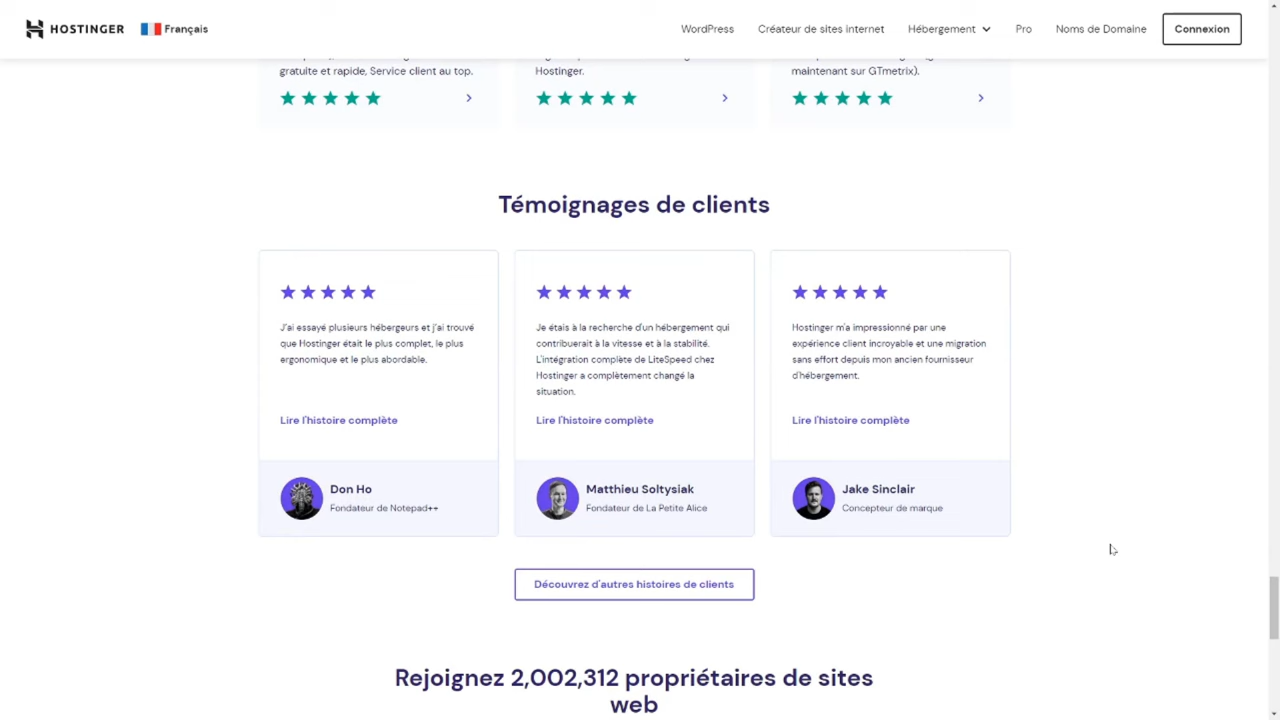 HOSTINGER Français WordPress Créateur de sites internet Hébergement Pro Noms de Domaine Connexion
gratuite et rapide, Service client au top.
Hostinger.
maintenant sur GTmetrix).
Témoignages de clients
J'ai essayé plusieurs hébergeurs et j'ai trouvé
que Hostinger était le plus complet, le plus
ergonomique et le plus abordable.
Lire l'histoire complète
Don Ho
Fondateur de Notepad++
Je étais à la recherche d'un hébergement qui
contribuerait à la vitesse et à la stabilité.
L'intégration complète de LiteSpeed chez
Hostinger a complètement changé la
situation.
Lire l'histoire complète
Matthieu Soltysiak
Fondateur de La Petite Alice
Hostinger m'a impressionné par une
expérience client incroyable et une migration
sans effort depuis mon ancien fournisseur
d'hébergement.
Lire l'histoire complète
Jake Sinclair
Concepteur de marque
Découvrez d'autres histoires de clients
Rejoignez 2,002,312 propriétaires de sites
web